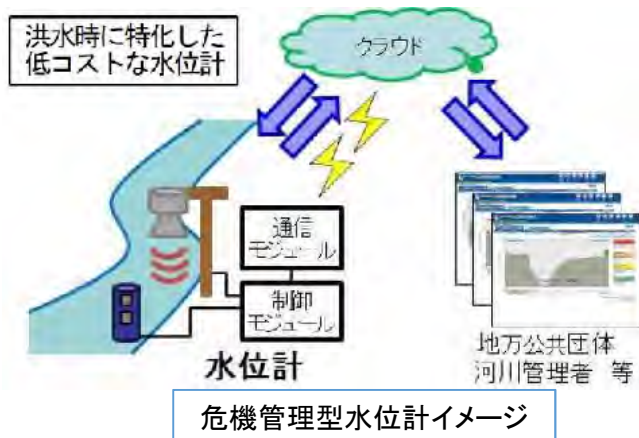 洪水時に特化した
低コストな水位計
クラウド
通信
モジュール
制御
モジュール
水位計
地方公共団体
河川管理者 等
危機管理型水位計イメージ